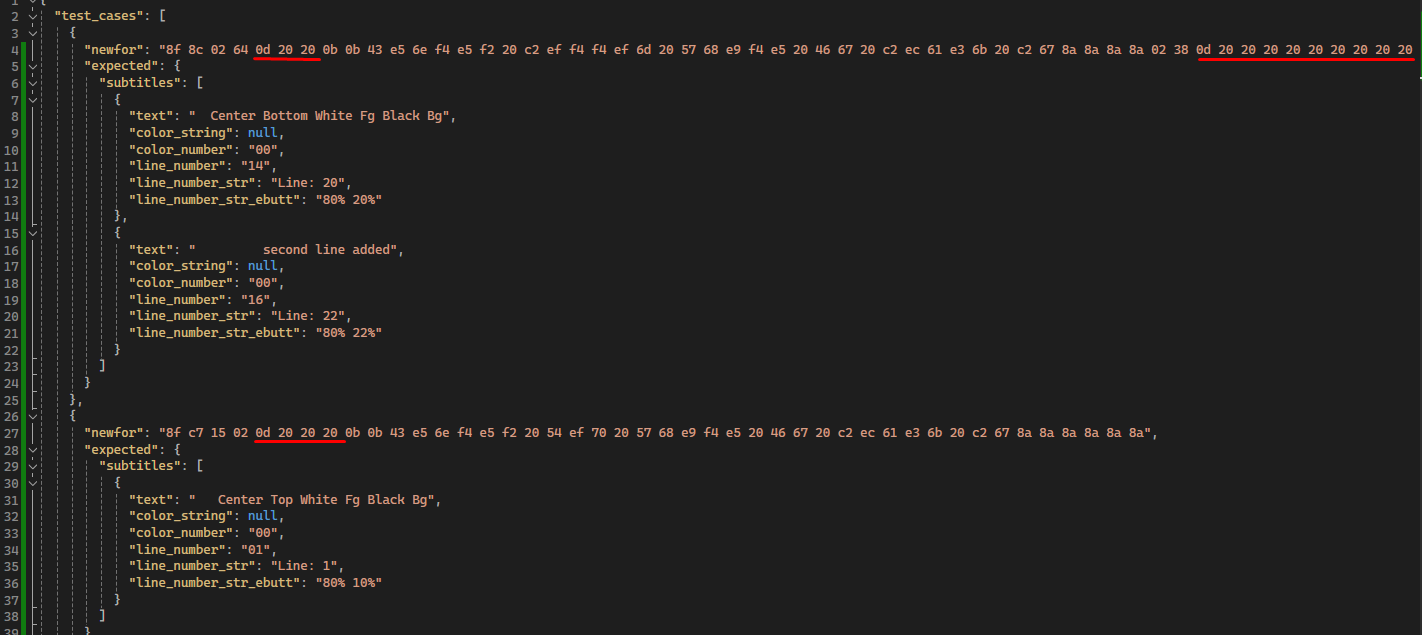 1 {
2 "test_cases": [
3 {
4 "newfor": "8f 8c 02 64 0d 20 20 0b 0b 43 e5 6e f4 e5 f2 20 c2 ef f4 f4 ef 6d 20 57 68 e9 f4 e5 20 46 67 20 c2 ec 61 e3 6b 20 c2 67 8a 8a 8a 8a 02 38 0d 20 20 20 20 20 20 20 20 20
5 "expected": {
6 "subtitles": [
7 {
8 "text": "  Center Bottom White Fg Black Bg",
9 "color_string": null,
10 "color_number": "00",
11 "line_number": "14",
12 "line_number_str": "Line: 20",
13 "line_number_str_ebutt": "80% 20%"
14 },
15 {
16 "text": "         second line added",
17 "color_string": null,
18 "color_number": "00",
19 "line_number": "16",
20 "line_number_str": "Line: 22",
21 "line_number_str_ebutt": "80% 22%"
22 }
23 ]
24 }
25 },
26 {
27 "newfor": "8f c7 15 02 0d 20 20 20 0b 0b 43 e5 6e f4 e5 f2 20 54 ef 70 20 57 68 e9 f4 e5 20 46 67 20 c2 ec 61 e3 6b 20 c2 67 8a 8a 8a 8a 8a 8a",
28 "expected": {
29 "subtitles": [
30 {
31 "text": "   Center Top White Fg Black Bg",
32 "color_string": null,
33 "color_number": "00",
34 "line_number": "01",
35 "line_number_str": "Line: 1",
36 "line_number_str_ebutt": "80% 10%"
37 }
38 ]
39 }